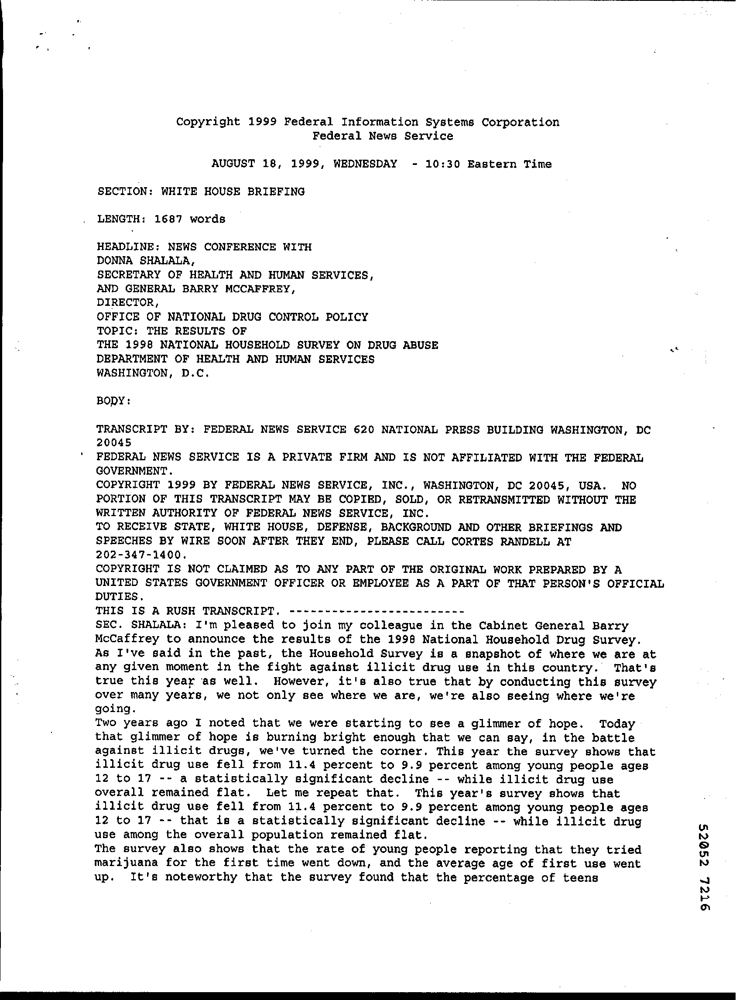 Copyright 1999 Federal Information Systems Corporation
Federal News Service
AUGUST 18, 1999, WEDNESDAY - 10:30 Eastern Time
SECTION: WHITE HOUSE BRIEFING
LENGTH: 1687 words
HEADLINE: NEWS CONFERENCE WITH
DONNA SHALALA,
SECRETARY OF HEALTH AND HUMAN SERVICES,
AND GENERAL BARRY MCCAFFREY,
DIRECTOR,
OFFICE OF NATIONAL DRUG CONTROL POLICY
TOPIC: THE RESULTS OF
THE 1998 NATIONAL HOUSEHOLD SURVEY ON DRUG ABUSE
DEPARTMENT OF HEALTH AND HUMAN SERVICES
WASHINGTON, D.C.
BODY:
TRANSCRIPT BY: FEDERAL NEWS SERVICE 620 NATIONAL PRESS BUILDING WASHINGTON, DC
20045
FEDERAL NEWS SERVICE IS A PRIVATE FIRM AND IS NOT AFFILIATED WITH THE FEDERAL
GOVERNMENT.
COPYRIGHT 1999 BY FEDERAL NEWS SERVICE, INC., WASHINGTON, DC 20045, USA. NO
PORTION OF THIS TRANSCRIPT MAY BE COPIED, SOLD, OR RETRANSMITTED WITHOUT THE
WRITTEN AUTHORITY OF FEDERAL NEWS SERVICE, INC.
TO RECEIVE STATE, WHITE HOUSE, DEFENSE, BACKGROUND AND OTHER BRIEFINGS AND
SPEECHES BY WIRE SOON AFTER THEY END, PLEASE CALL CORTES RANDELL AT
202-347-1400.
COPYRIGHT IS NOT CLAIMED AS TO ANY PART OF THE ORIGINAL WORK PREPARED BY A
UNITED STATES GOVERNMENT OFFICER OR EMPLOYEE AS A PART OF THAT PERSON'S OFFICIAL
DUTIES.
THIS IS A RUSH TRANSCRIPT. -------------------------
SEC. SHALALA: I'm pleased to join my colleague in the Cabinet General Barry
McCaffrey to announce the results of the 1998 National Household Drug Survey.
As I've said in the past, the Household Survey is a snapshot of where we are at
any given moment in the fight against illicit drug use in this country. That's
true this year as well. However, it's also true that by conducting this survey
over many years, we not only see where we are, we're also seeing where we're
going.
Two years ago I noted that we were starting to see a glimmer of hope. Today
that glimmer of hope is burning bright enough that we can say, in the battle
against illicit drugs, we've turned the corner. This year the survey shows that
illicit drug use fell from 11.4 percent to 9.9 percent among young people ages
12 to 17 -- a statistically significant decline -- while illicit drug use
overall remained flat. Let me repeat that. This year's survey shows that
illicit drug use fell from 11.4 percent to 9.9 percent among young people ages
12 to 17 -- that is a statistically significant decline -- while illicit drug
use among the overall population remained flat.
The survey also shows that the rate of young people reporting that they tried
marijuana for the first time went down, and the average age of first use went
up. It's noteworthy that the survey found that the percentage of teens
52052 7216